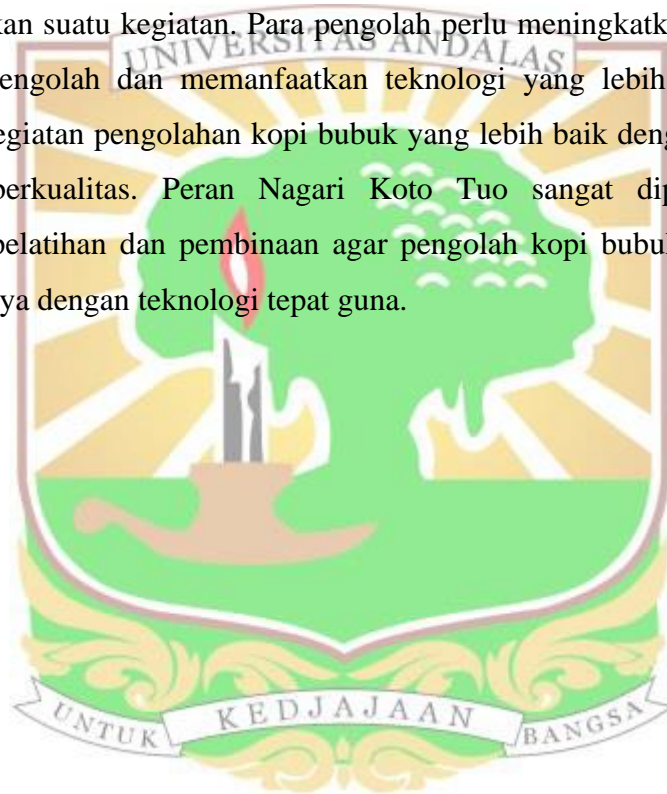 kan suatu kegiatan. Para pengolah perlu meningkatk
UNIVERSITAS ANDALAS
engolah dan memanfaatkan teknologi yang lebih
egiatan pengolahan kopi bubuk yang lebih baik deng
berkualitas. Peran Nagari Koto Tuo sangat dip
pelatihan dan pembinaan agar pengolah kopi bubuk
ya dengan teknologi tepat guna.
UNTUK KEDJAJAAN BANGSA